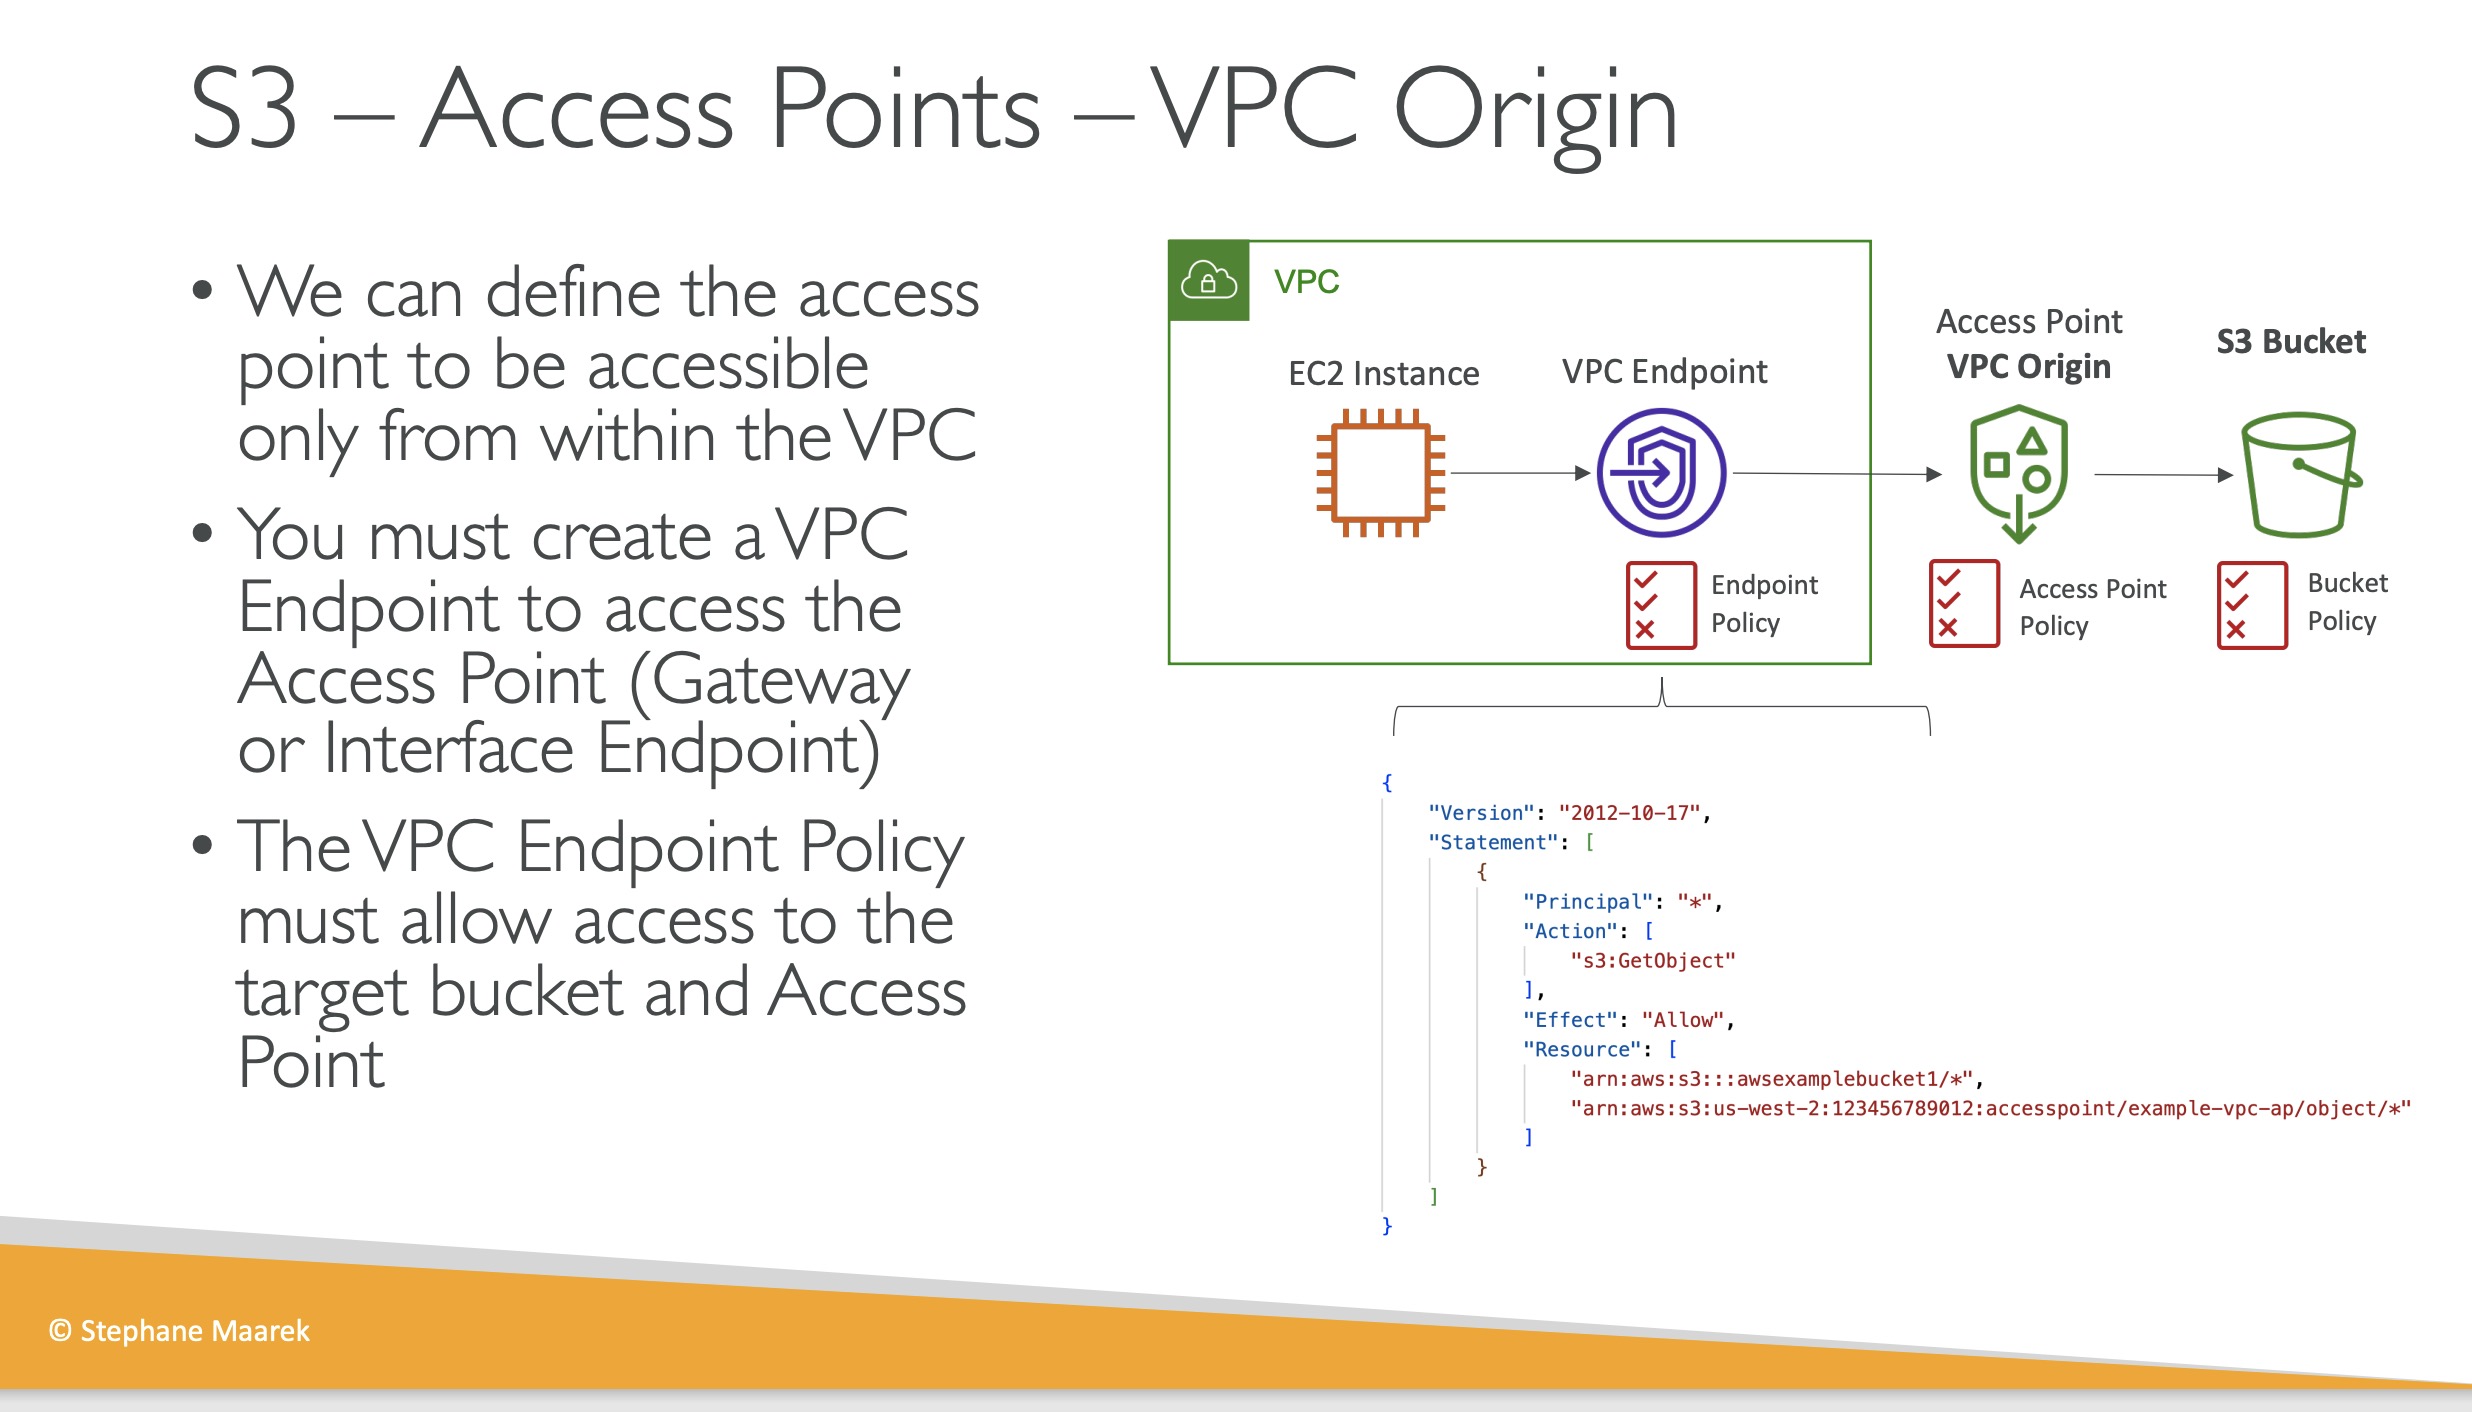 S3 – Access Points – VPC Origin
• We can define the access
point to be accessible
only from within the VPC
• You must create a VPC
Endpoint to access the
Access Point (Gateway
or Interface Endpoint)
• The VPC Endpoint Policy
must allow access to the
target bucket and Access
Point
VPC
EC2 Instance
VPC Endpoint
Access Point
VPC Origin
S3 Bucket
Endpoint
Policy
Access Point
Policy
Bucket
Policy
{
"Version": "2012-10-17",
"Statement": [
{
"Principal": "*",
"Action": [
"s3:GetObject"
],
"Effect": "Allow",
"Resource": [
"arn:aws:s3:::awsexamplebucket1/*",
"arn:aws:s3:us-west-2:123456789012:accesspoint/example-vpc-ap/object/*"
]
}
]
}
© Stephane Maarek